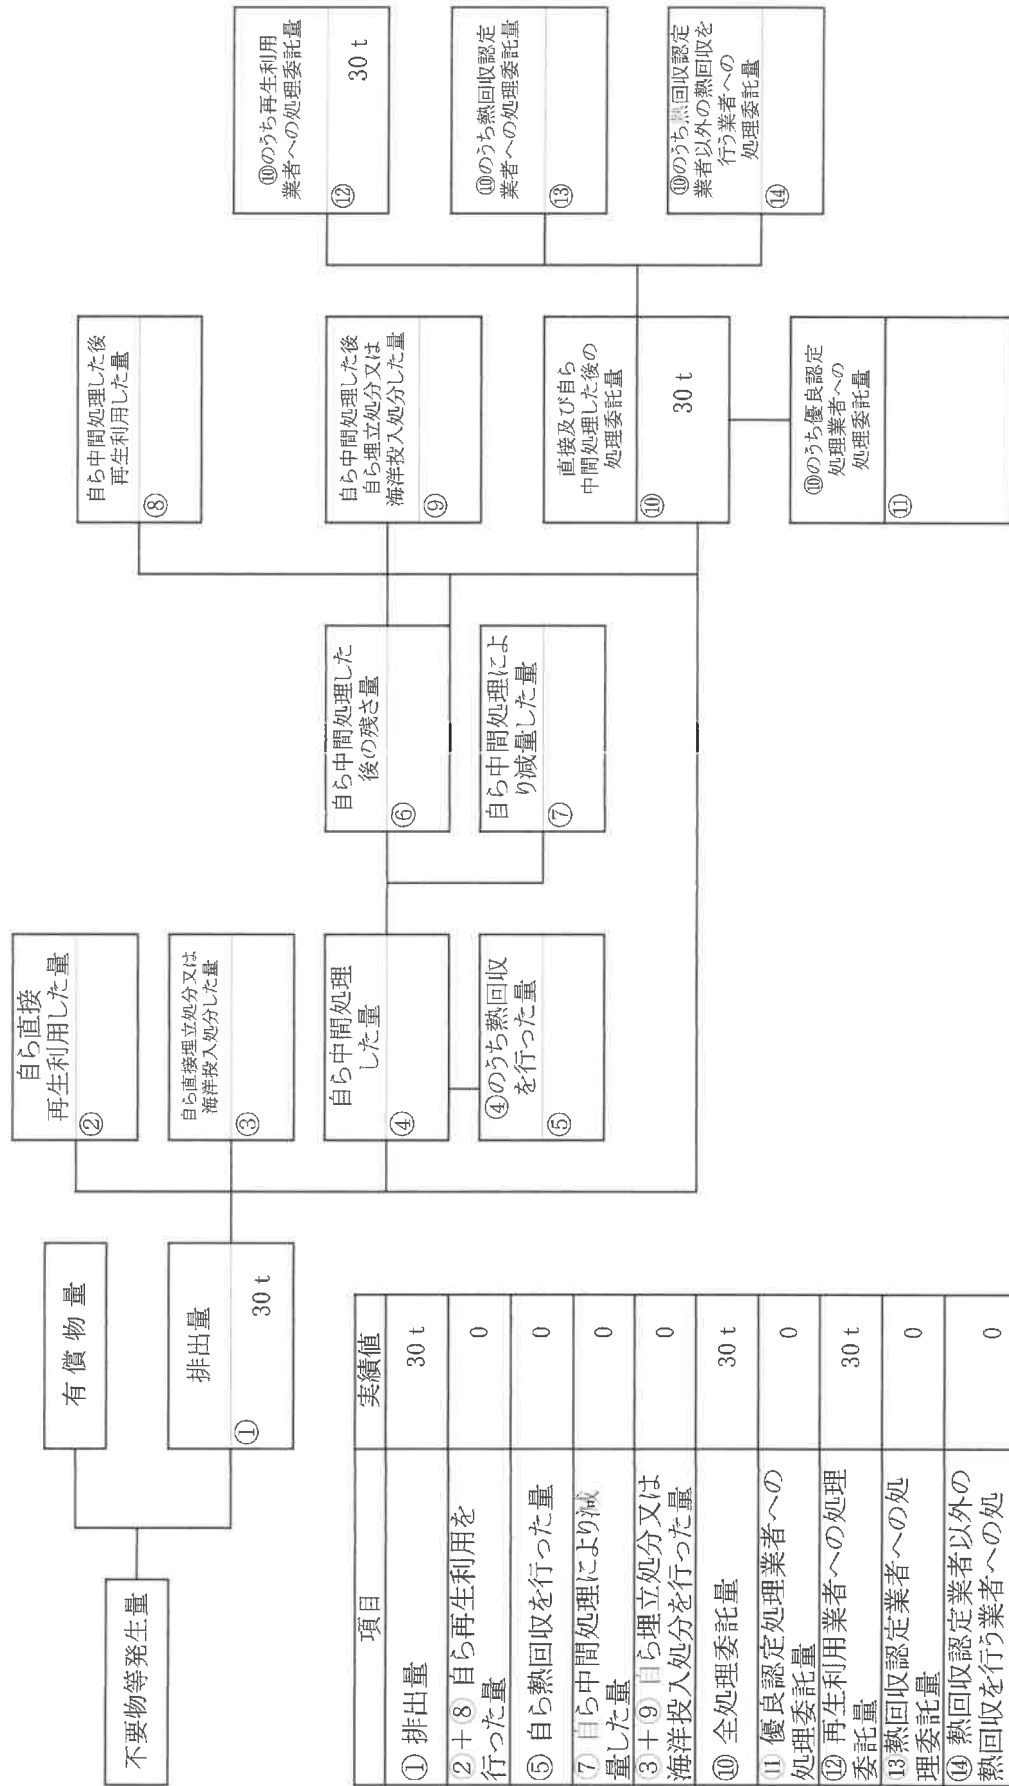 不要物等発生量
有償物量
排出量
①
30 t
自ら直接
再生利用した量
②
自ら直接埋立処分又は
海洋投入処分した量
③
自ら中間処理
した量
④
④のうち熱回収
を行った量
⑤
自ら中間処理した
後の残さ量
⑥
自ら中間処理によ
り減量した量
⑦
自ら中間処理した後
再生利用した量
⑧
自ら中間処理した後
自ら埋立処分又は
海洋投入処分した量
⑨
直接及び自ら
中間処理した後の
処理委託量
⑩
30 t
⑩のうち優良認定
処理業者への
処理委託量
⑪
⑩のうち再生利用
業者への処理委託量
⑫
30 t
⑩のうち熱回収認定
業者への処理委託量
⑬
⑩のうち熱回収認定
業者以外の熱回収を
行う業者への
処理委託量
⑭
項目 実績値
① 排出量 30 t
②+⑧ 自ら再生利用を
行った量 0
⑤ 自ら熱回収を行った量 0
⑦ 自ら中間処理により減
量した量 0
③+⑨ 自ら埋立処分又は
海洋投入処分を行った量 0
⑩ 全処理委託量 30 t
⑪ 優良認定処理業者への
処理委託量 0
⑫ 再生利用業者への処理
委託量 30 t
⑬ 熱回収認定業者への処
理委託量 0
⑭ 熱回収認定業者以外の
熱回収を行う業者への処 0